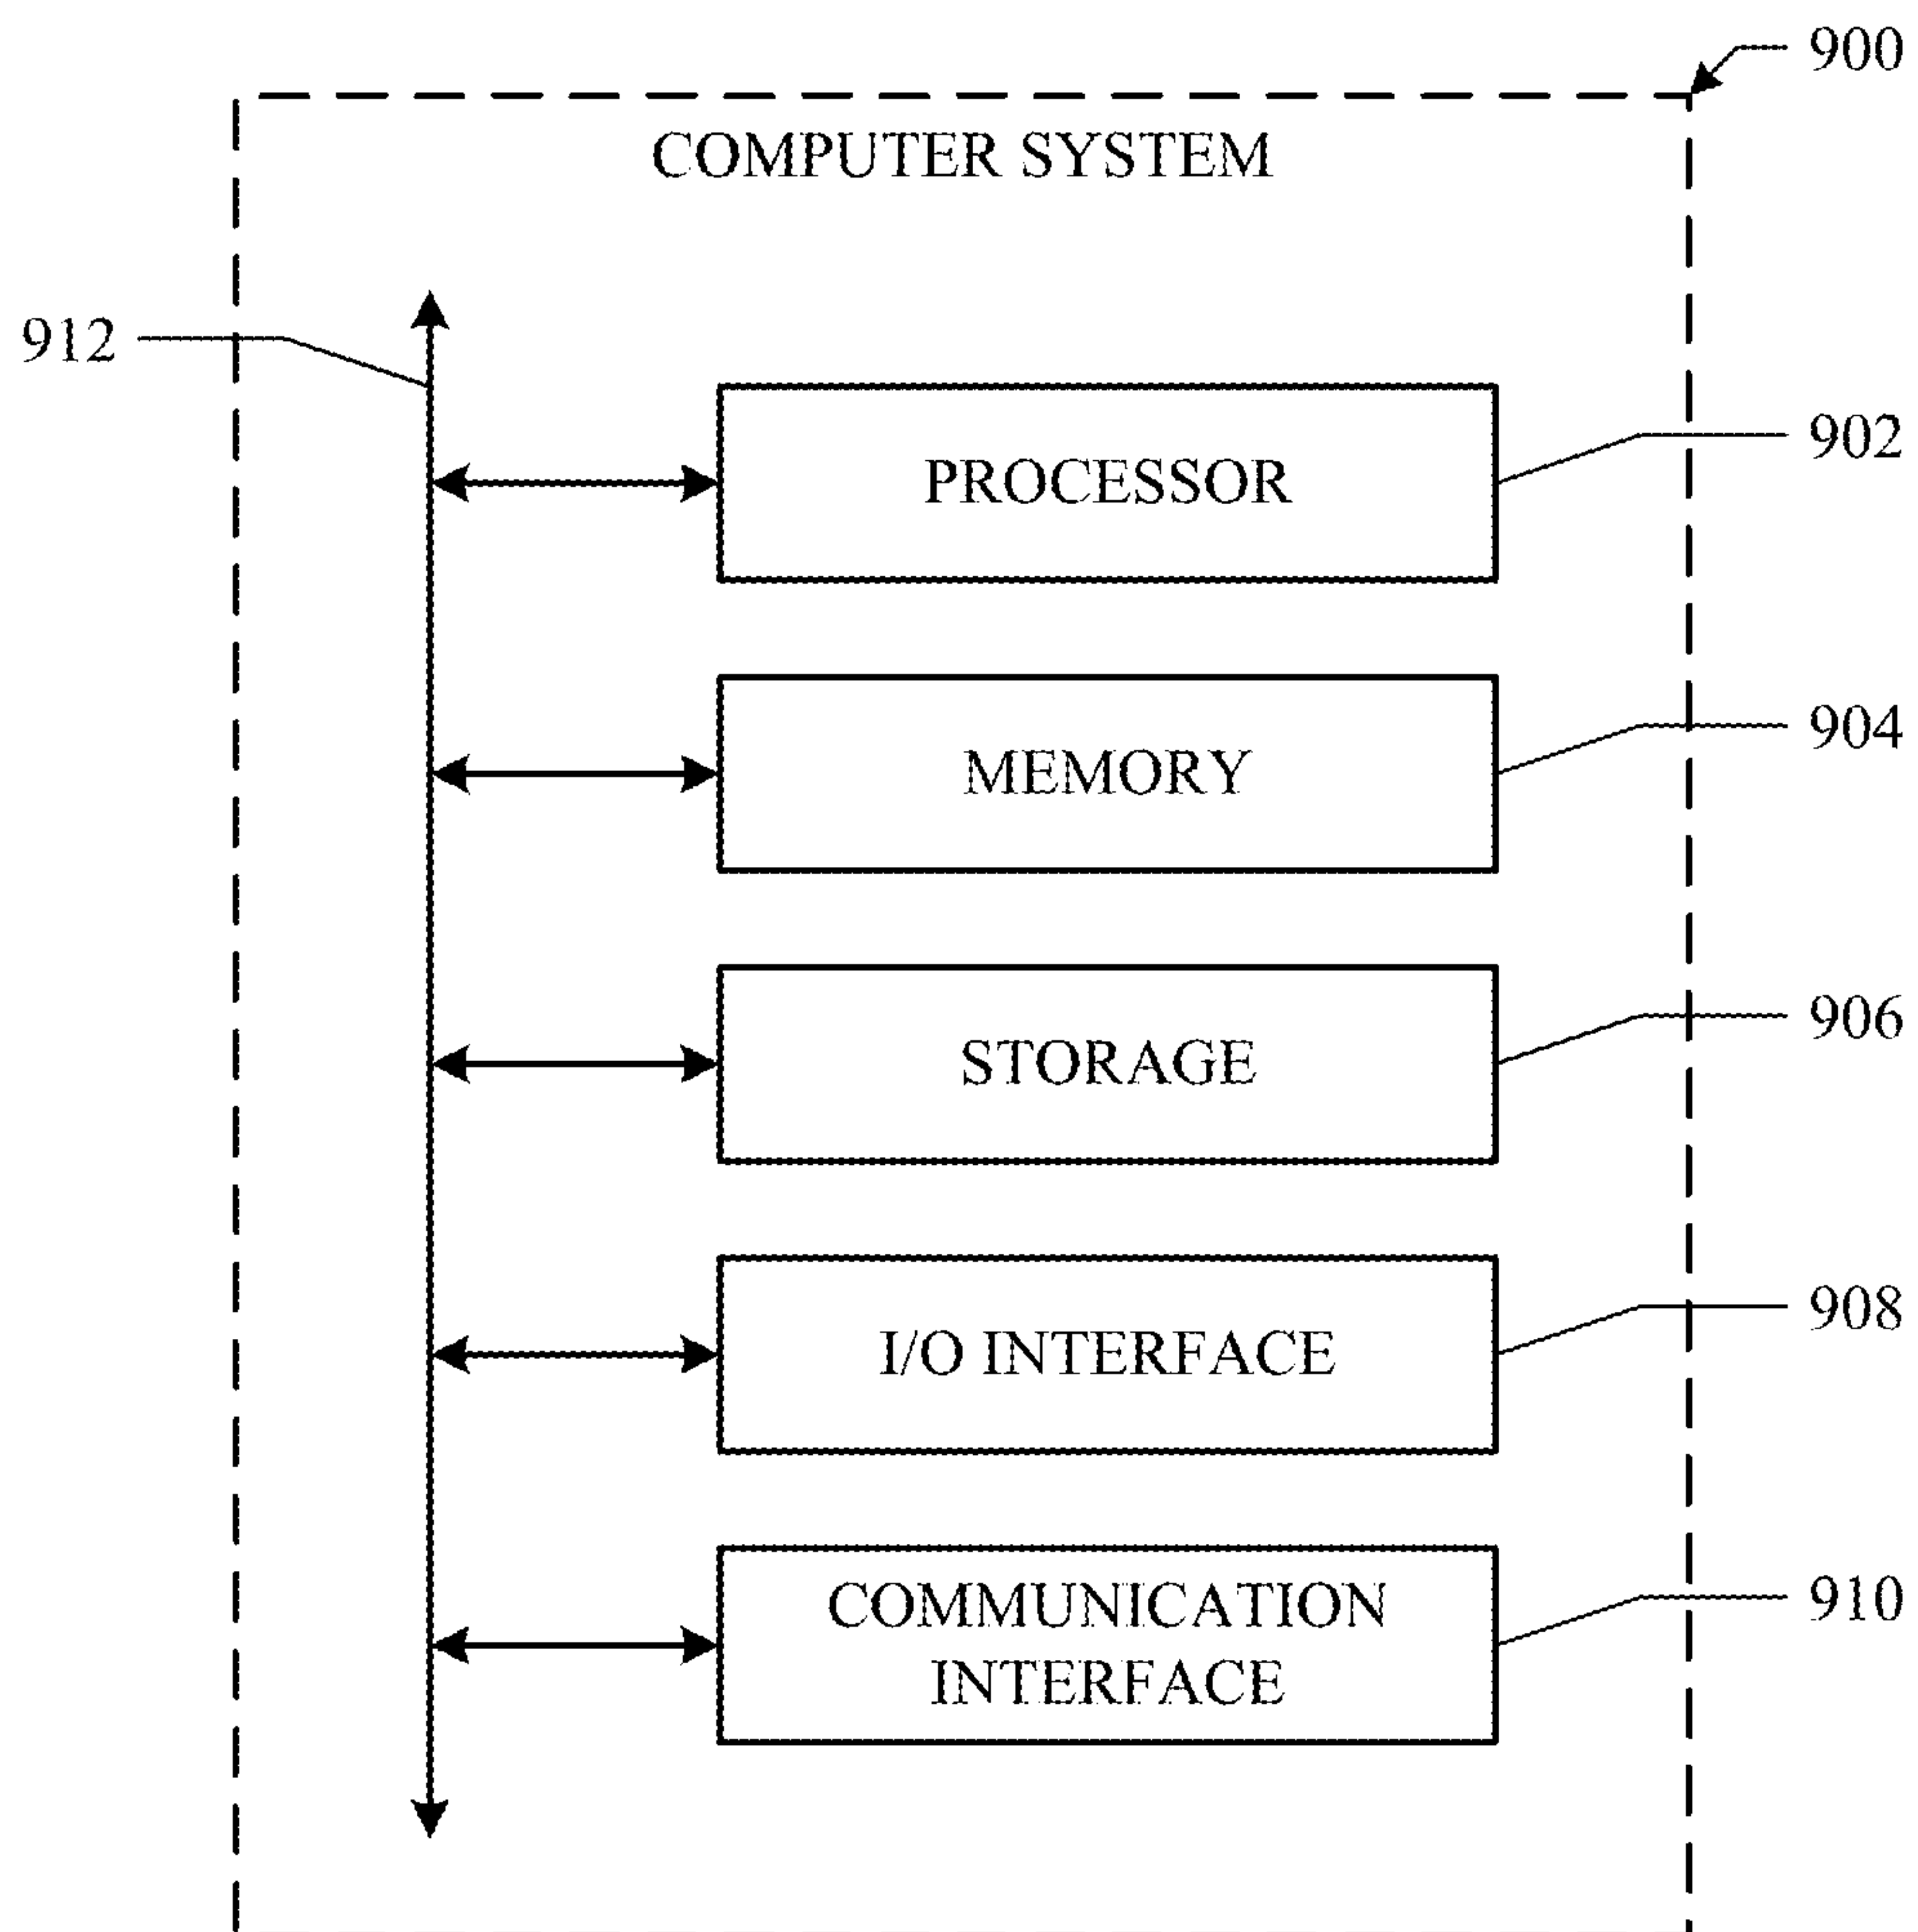 900
COMPUTER SYSTEM
912
902
PROCESSOR
904
MEMORY
906
STORAGE
908
I/O INTERFACE
910
COMMUNICATION
INTERFACE